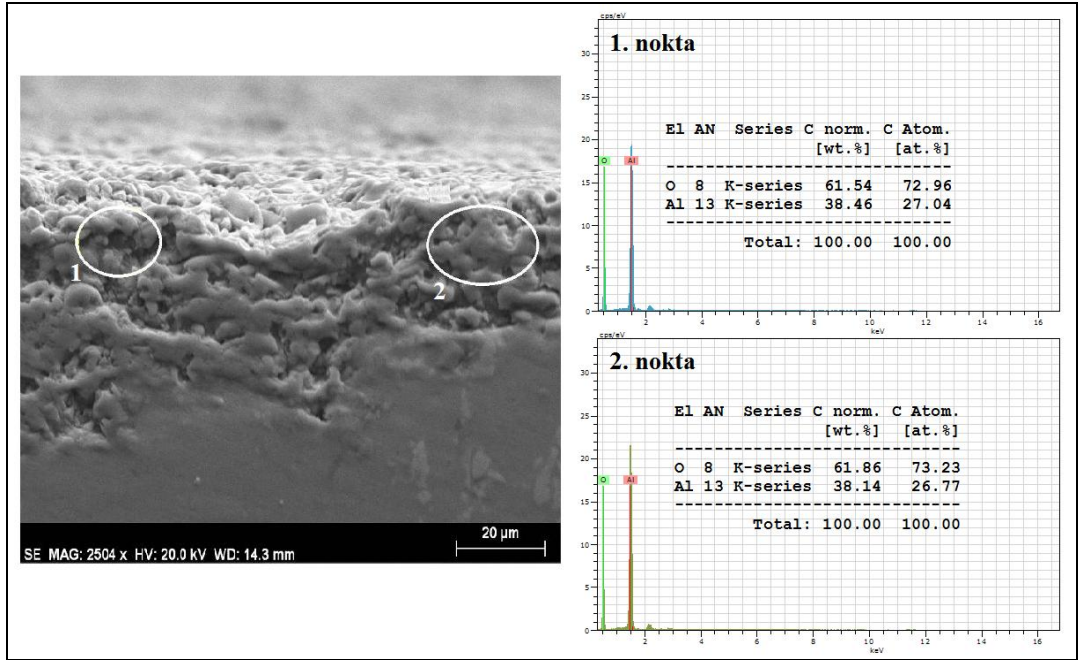 1
2
20 µm
SE MAG: 2504 x HV: 20.0 kV WD: 14.3 mm
cps/eV
1. nokta
30
25
20
15
10
5
0
O Al
El AN Series C norm. C Atom.
[wt.%] [at.%]
O 8 K-series 61.54 72.96
Al 13 K-series 38.46 27.04
Total: 100.00 100.00
2 4 6 8 10 12 14 16
keV
cps/eV
2. nokta
30
25
20
15
10
5
0
O Al
El AN Series C norm. C Atom.
[wt.%] [at.%]
O 8 K-series 61.86 73.23
Al 13 K-series 38.14 26.77
Total: 100.00 100.00
2 4 6 8 10 12 14 16
keV